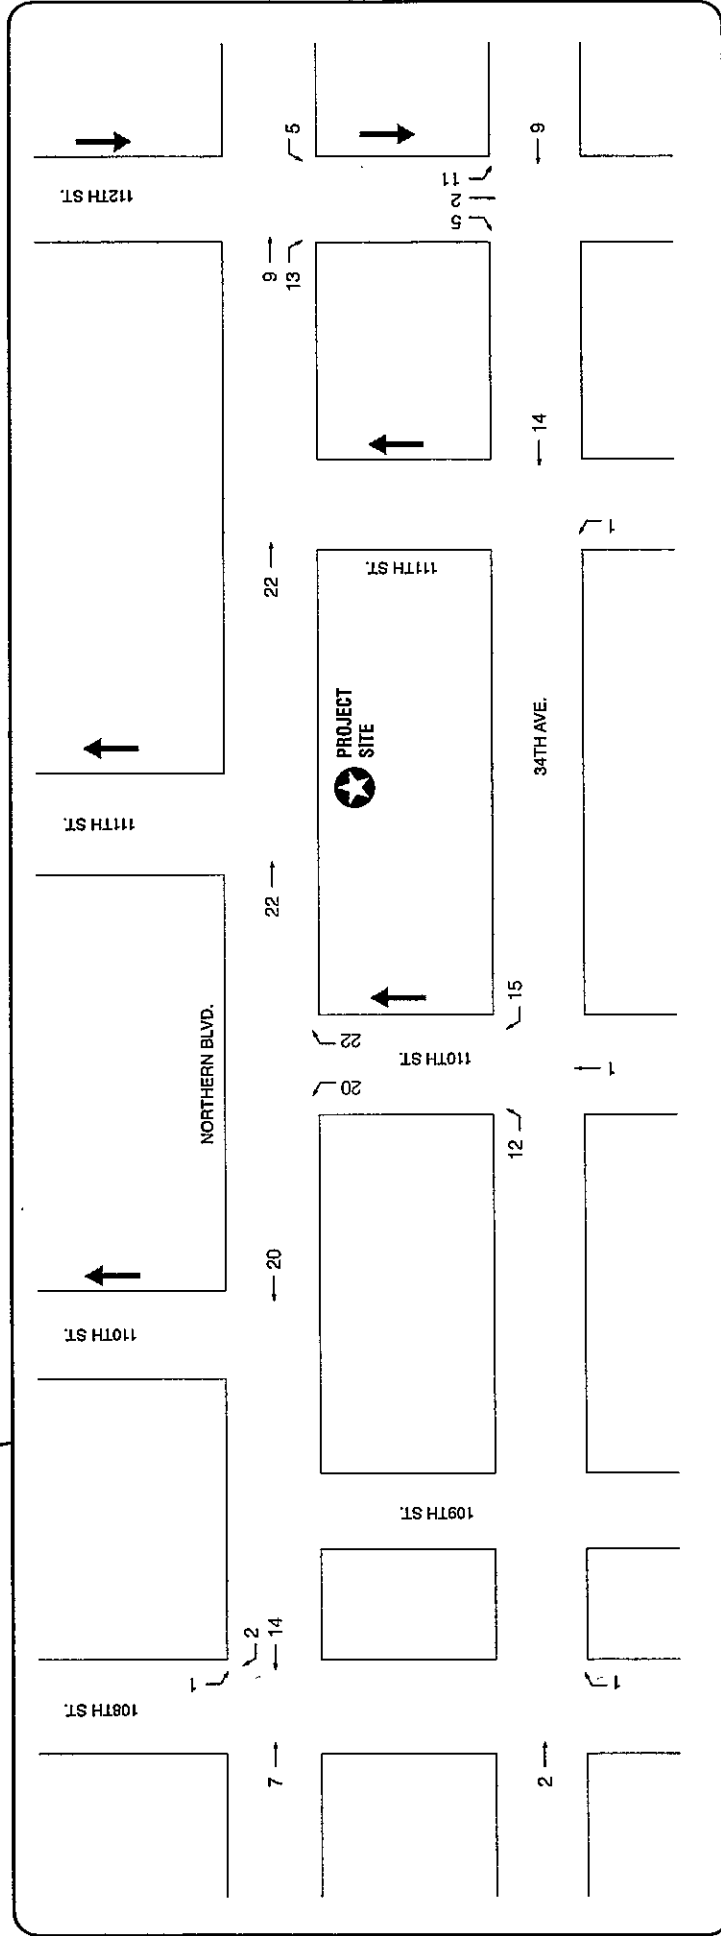 108TH ST.
110TH ST.
111TH ST.
112TH ST.
1
NORTHERN BLVD.
2
7
14
20
22
22
9
13
5
20
22
PROJECT
SITE
109TH ST.
110TH ST.
111TH ST.
5
2
11
12
15
2
34TH AVE.
14
9
1
1
1